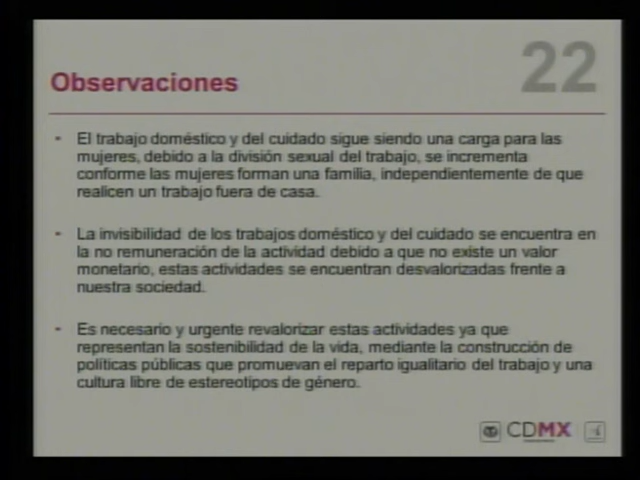 22
Observaciones
- El trabajo doméstico y del cuidado sigue siendo una carga para las
mujeres, debido a la división sexual del trabajo, se incrementa
conforme las mujeres forman una familia, independientemente de que
realicen un trabajo fuera de casa.
- La invisibilidad de los trabajos doméstico y del cuidado se encuentra en
la no remuneración de la actividad debido a que no existe un valor
monetario, estas actividades se encuentran desvalorizadas frente a
nuestra sociedad.
- Es necesario y urgente revalorizar estas actividades ya que
representan la sostenibilidad de la vida, mediante la construcción de
políticas públicas que promuevan el reparto igualitario del trabajo y una
cultura libre de estereotipos de género.
CDMX